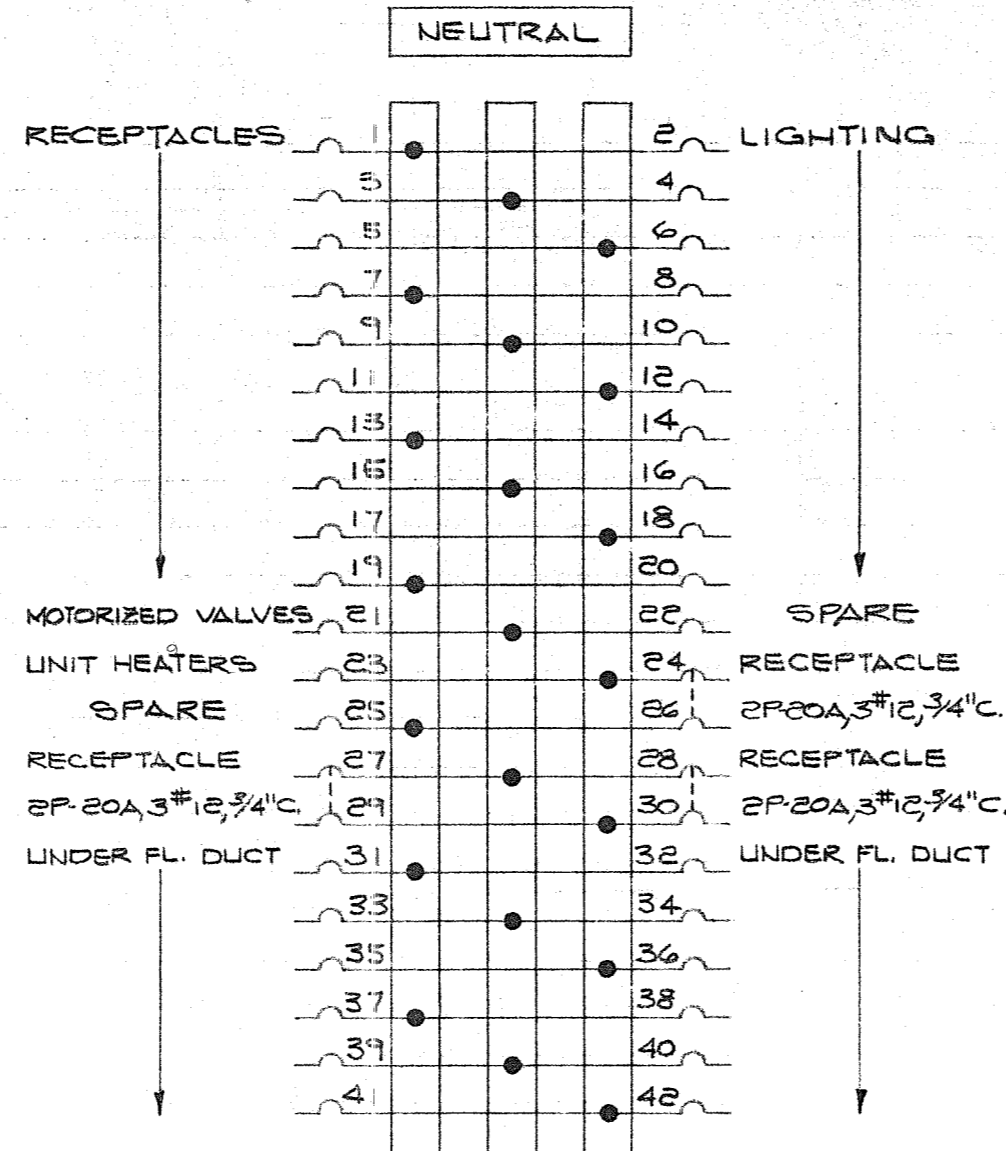 NEUTRAL
RECEPTACLES 1 2 LIGHTING
3 4
5 6
7 8
9 10
11 12
13 14
15 16
17 18
19 20
MOTORIZED VALVES 21 22 SPARE
UNIT HEATERS 23 24 RECEPTACLE
SPARE 25 26 2P-20A, 3#12, 3/4"C.
RECEPTACLE 27 28 RECEPTACLE
2P-20A, 3#12, 3/4"C. 29 30 2P-20A, 3#12, 3/4"C.
UNDER FL. DUCT 31 32 UNDER FL. DUCT
33 34
35 36
37 38
39 40
41 42